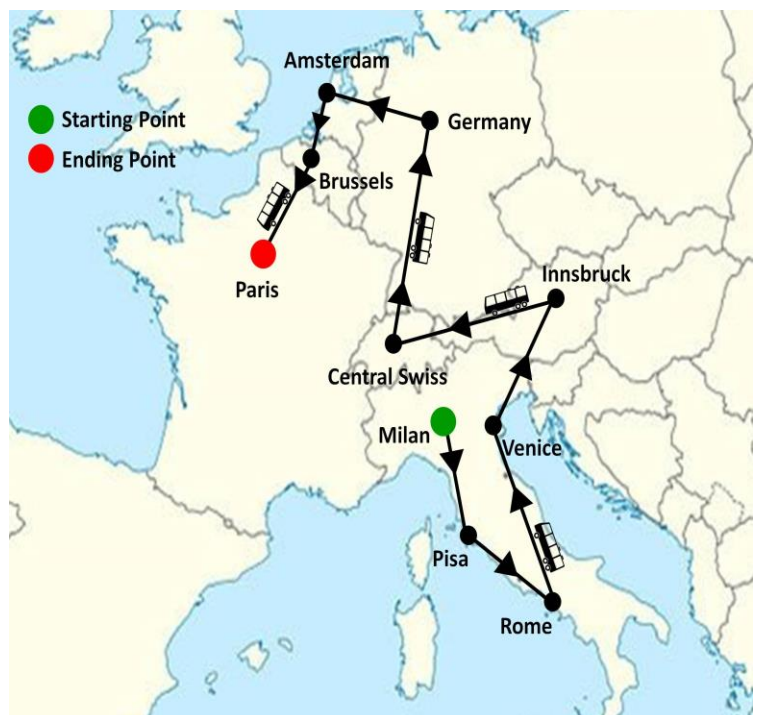 Amsterdam
Starting Point
Germany
Ending Point
Brussels
Innsbruck
Paris
Central Swiss
Milan
Venice
Pisa
Rome